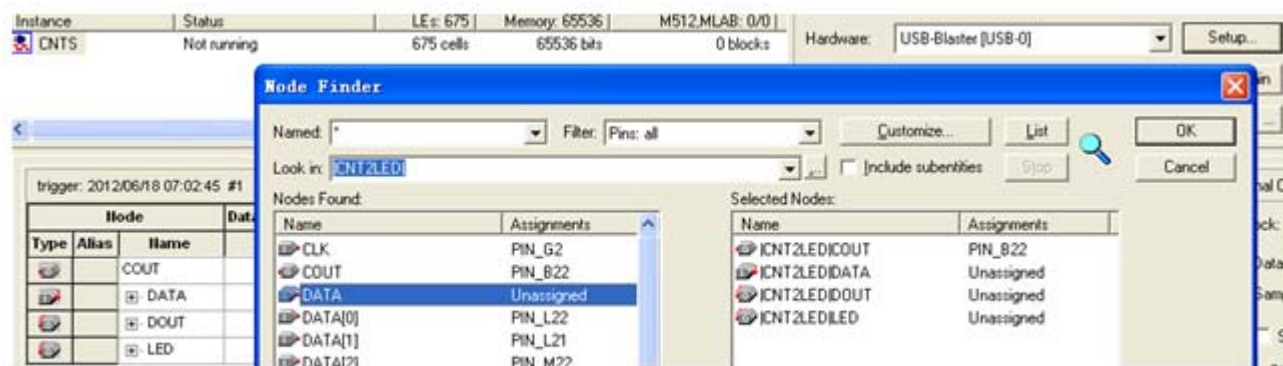 Instance Status LEs: 675 Memory: 65536 M512,MLAB: 0/0
CNTS Not running 675 cells 65536 bits 0 blocks Hardware: USB-Blaster [USB-0] Setup...
Node Finder
Named: * Filter: Pins: all Customize... List OK
Look in: |CNT2LED| ... Include subentities Stop Cancel
trigger: 2012/06/18 07:02:45 #1
Nodes Found: Selected Nodes:
Node
Name Assignments Name Assignments
Type Alias Name
CLK PIN_G2 |CNT2LED|COUT PIN_B22
COUT COUT PIN_B22 |CNT2LED|DATA Unassigned
DATA DATA Unassigned |CNT2LED|DOUT Unassigned
DOUT DATA[0] PIN_L22 |CNT2LED|LED Unassigned
DATA[1] PIN_L21
LED DATA[2] PIN_M22